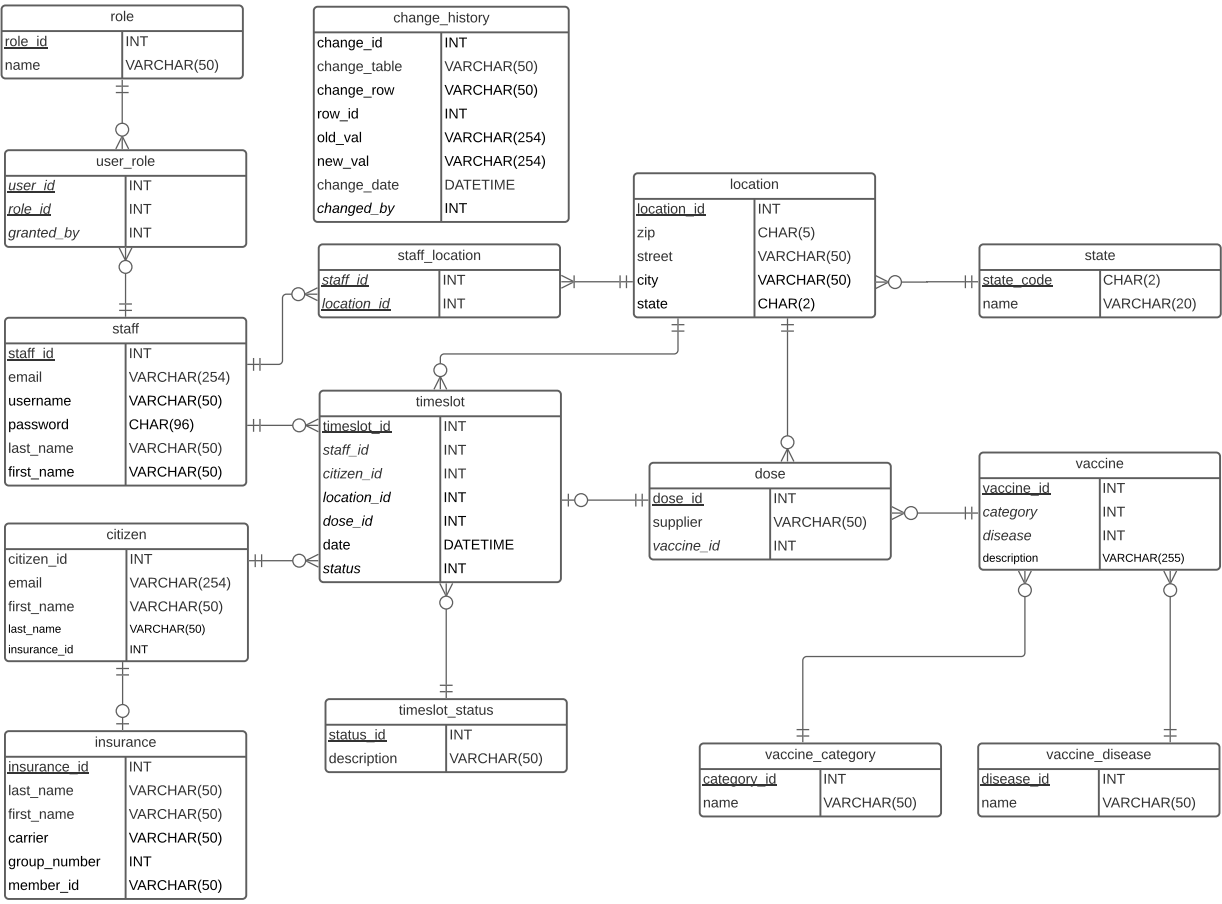 role
role_id INT
name VARCHAR(50)
change_history
change_id INT
change_table VARCHAR(50)
change_row VARCHAR(50)
row_id INT
old_val VARCHAR(254)
new_val VARCHAR(254)
change_date DATETIME
changed_by INT
user_role
user_id INT
role_id INT
granted_by INT
location
location_id INT
zip CHAR(5)
street VARCHAR(50)
city VARCHAR(50)
state CHAR(2)
staff_location
staff_id INT
location_id INT
state
state_code CHAR(2)
name VARCHAR(20)
staff
staff_id INT
email VARCHAR(254)
username VARCHAR(50)
password CHAR(96)
last_name VARCHAR(50)
first_name VARCHAR(50)
timeslot
timeslot_id INT
staff_id INT
citizen_id INT
location_id INT
dose_id INT
date DATETIME
status INT
dose
dose_id INT
supplier VARCHAR(50)
vaccine_id INT
vaccine
vaccine_id INT
category INT
disease INT
description VARCHAR(255)
citizen
citizen_id INT
email VARCHAR(254)
first_name VARCHAR(50)
last_name VARCHAR(50)
insurance_id INT
timeslot_status
status_id INT
description VARCHAR(50)
insurance
insurance_id INT
last_name VARCHAR(50)
first_name VARCHAR(50)
carrier VARCHAR(50)
group_number INT
member_id VARCHAR(50)
vaccine_category
category_id INT
name VARCHAR(50)
vaccine_disease
disease_id INT
name VARCHAR(50)